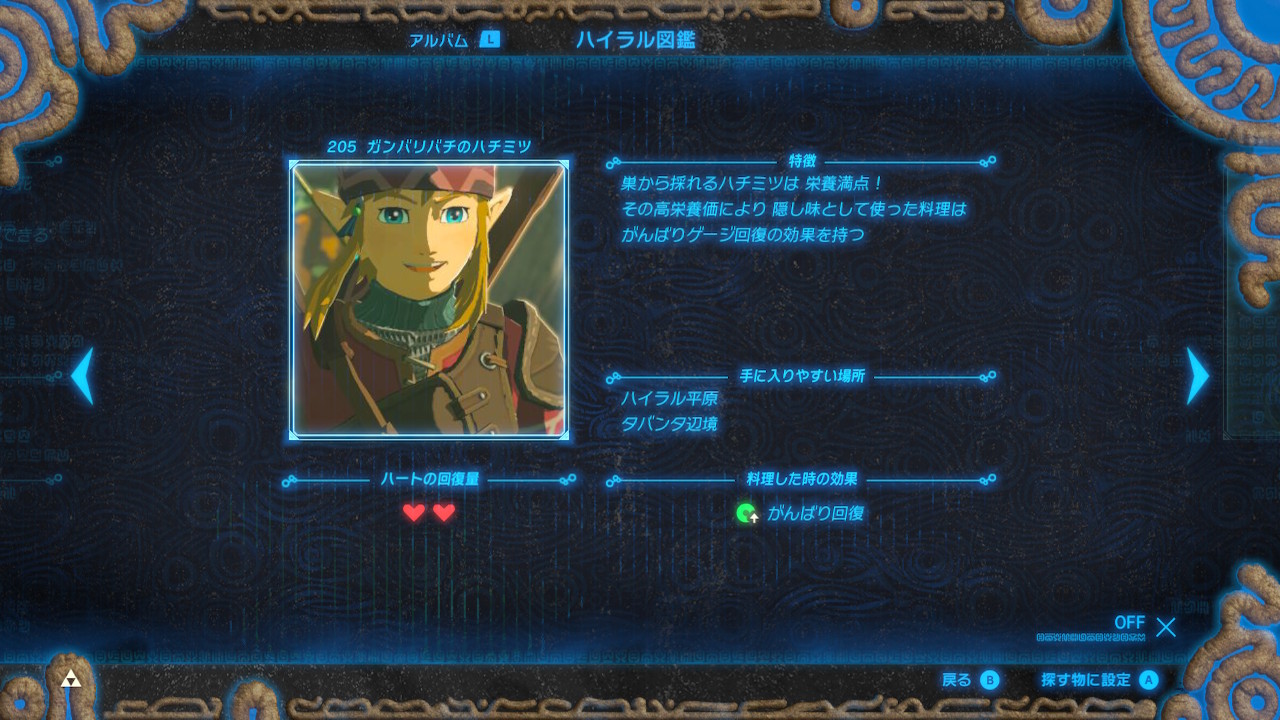 アルバム L
ハイラル図鑑
205 ガンバリバチのハチミツ
特徴
巣から採れるハチミツは 栄養満点！
その高栄養価により 隠し味として使った料理は
がんばりゲージ回復の効果を持つ
手に入りやすい場所
ハイラル平原
タバンタ辺境
ハートの回復量
料理した時の効果
がんばり回復
OFF
戻る B
探す物に設定 A
できる